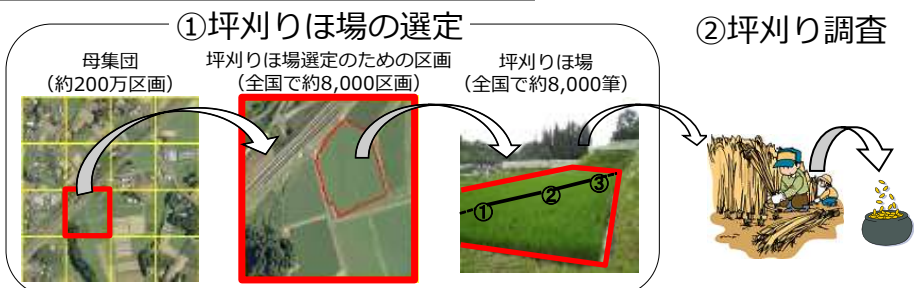 ①坪刈りほ場の選定
②坪刈り調査
母集団
(約200万区画)
坪刈りほ場選定のための区画
(全国で約8,000区画)
坪刈りほ場
(全国で約8,000筆)
①
②
③